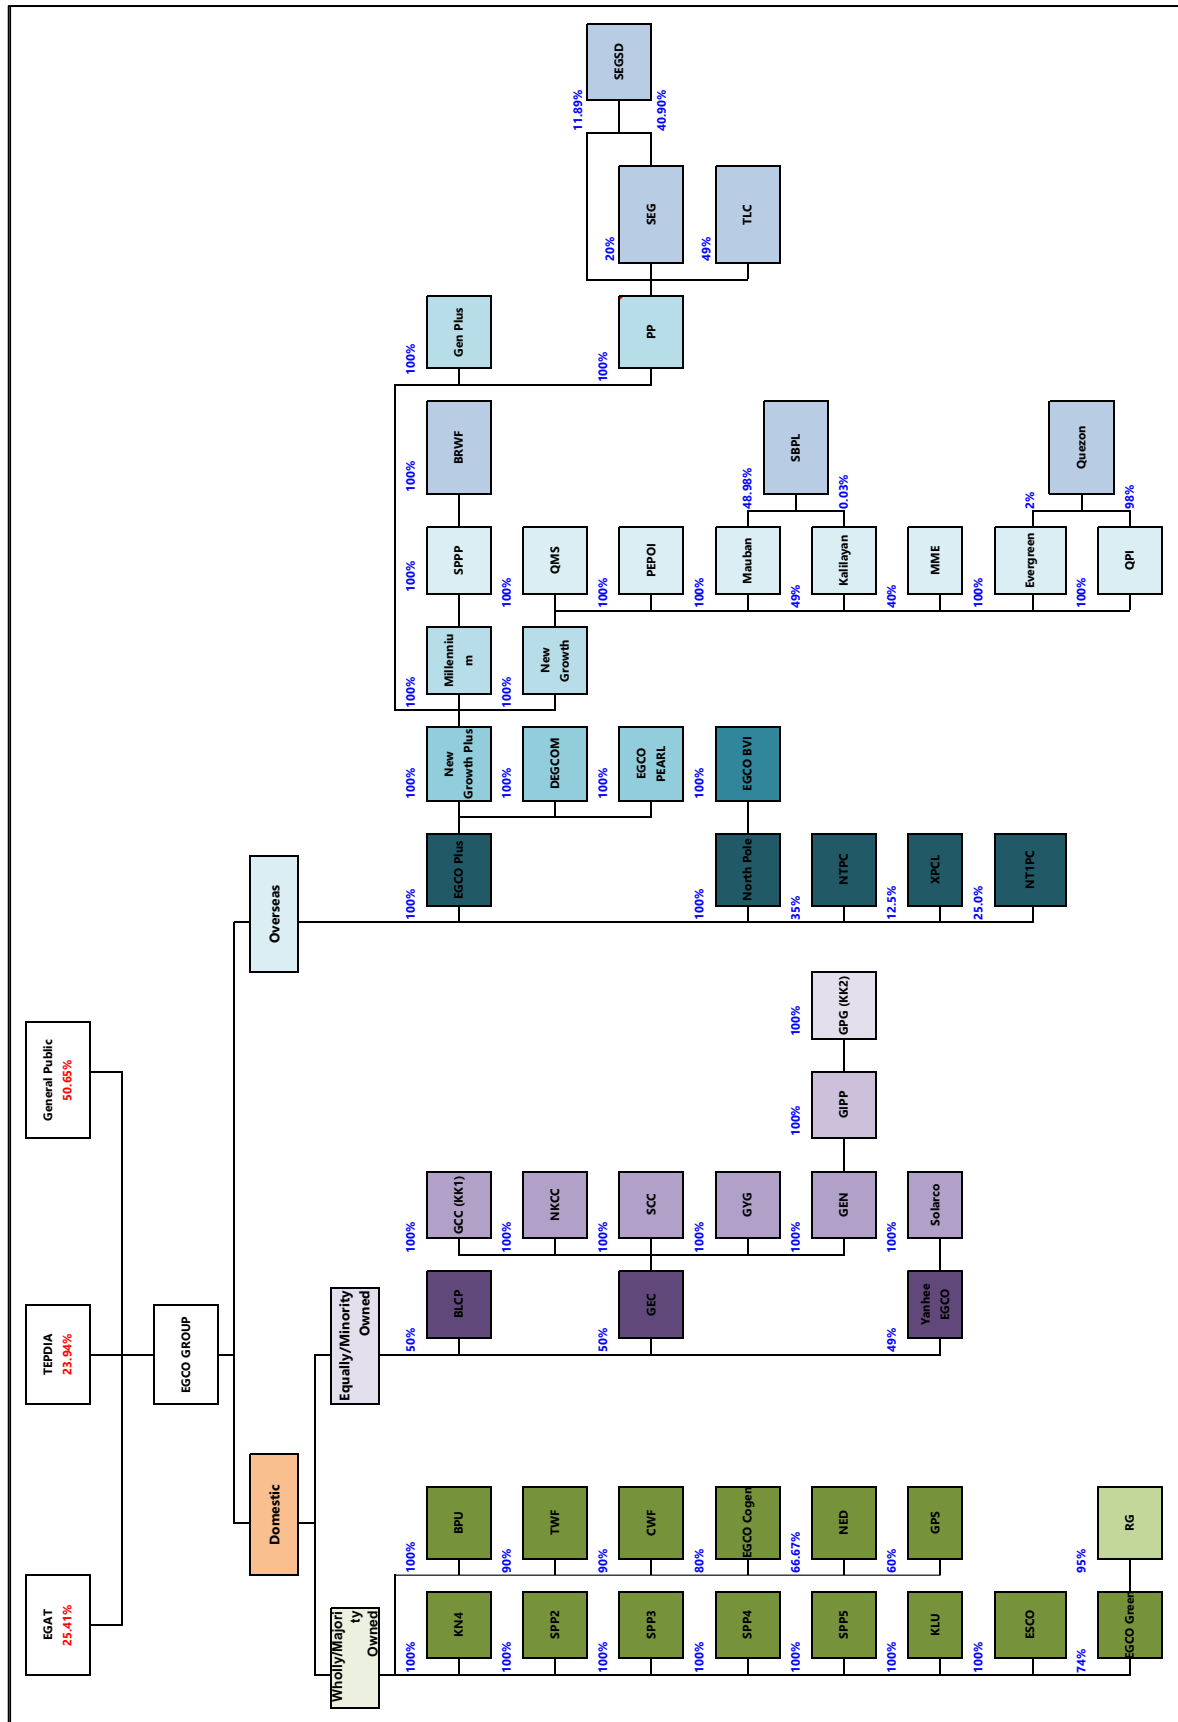 EGAT
25.41%
TEPDIA
23.94%
General Public
50.65%
EGCO GROUP
Domestic
Overseas
Wholly/Majori
ty
Owned
Equally/Minority
Owned
100%
KN4
100%
SPP2
100%
SPP3
100%
SPP4
100%
SPP5
100%
KLU
100%
ESCO
74%
EGCO Green
95%
RG
100%
BPU
90%
TWF
90%
CWF
80%
EGCO Cogen
66.67%
NED
60%
GPS
50%
BLCP
50%
GEC
49%
Yanhee
EGCO
100%
GCC (KK1)
100%
NKCC
100%
SCC
100%
GYG
100%
GEN
100%
Solarco
100%
GIPP
100%
GPG (KK2)
100%
EGCO Plus
100%
North Pole
35%
NTPC
12.5%
XPCL
25.0%
NT1PC
100%
New
Growth Plus
100%
DEGCOM
100%
EGCO
PEARL
100%
EGCO BVI
100%
Millenniu
m
100%
New
Growth
100%
SPPP
100%
QMS
100%
PEPOI
100%
Mauban
49%
Kalilayan
40%
MME
100%
Evergreen
100%
QPI
100%
BRWF
48.98%
0.03%
SBPL
2%
98%
Quezon
100%
Gen Plus
100%
PP
20%
SEG
49%
TLC
11.89%
40.90%
SEGSD